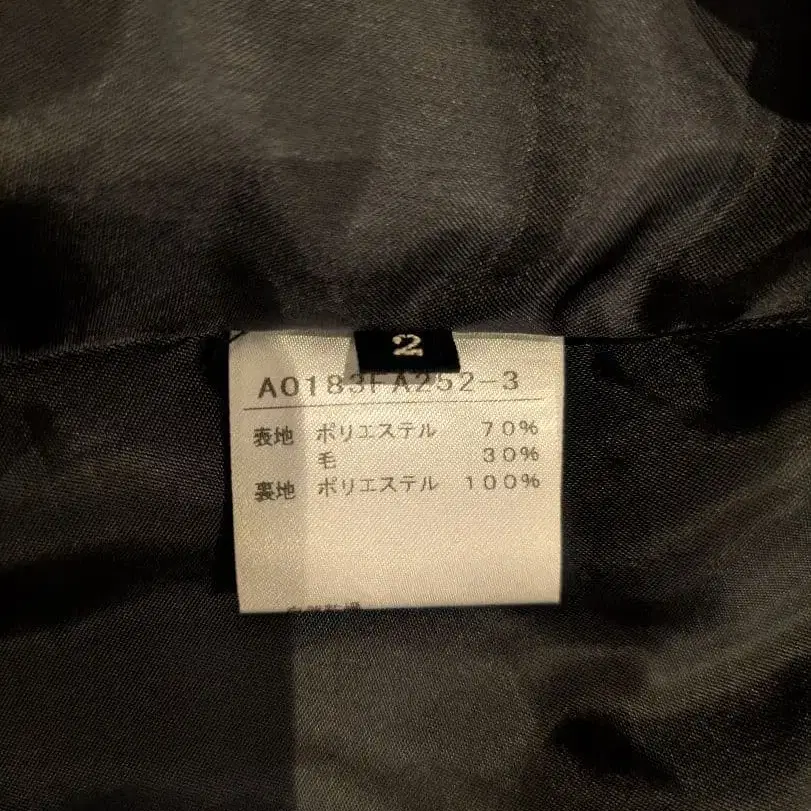 2
A0183FA252-3
表地 ポリエステル 70%
毛 30%
裏地 ポリエステル 100%